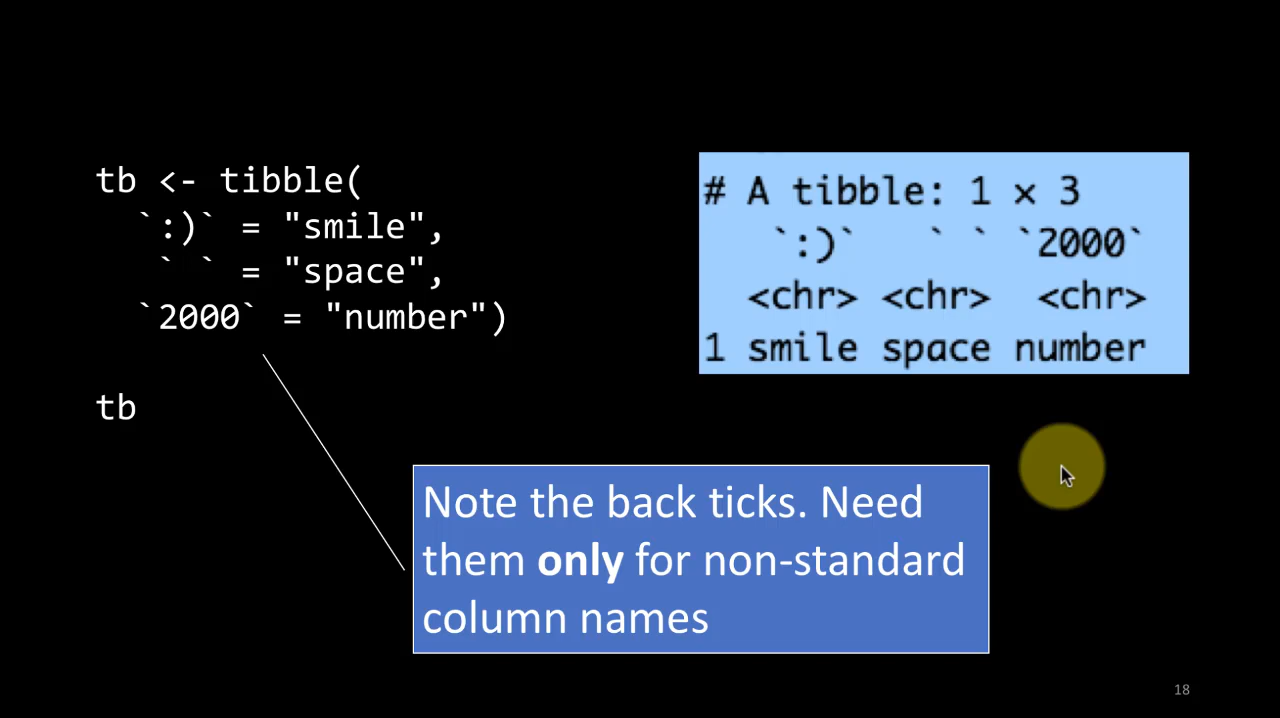 tb <- tibble(
`:)` = "smile",
` ` = "space",
`2000` = "number")
tb
# A tibble: 1 × 3
`:)` ` ` `2000`
<chr> <chr> <chr>
1 smile space number
Note the back ticks. Need
them only for non-standard
column names
18